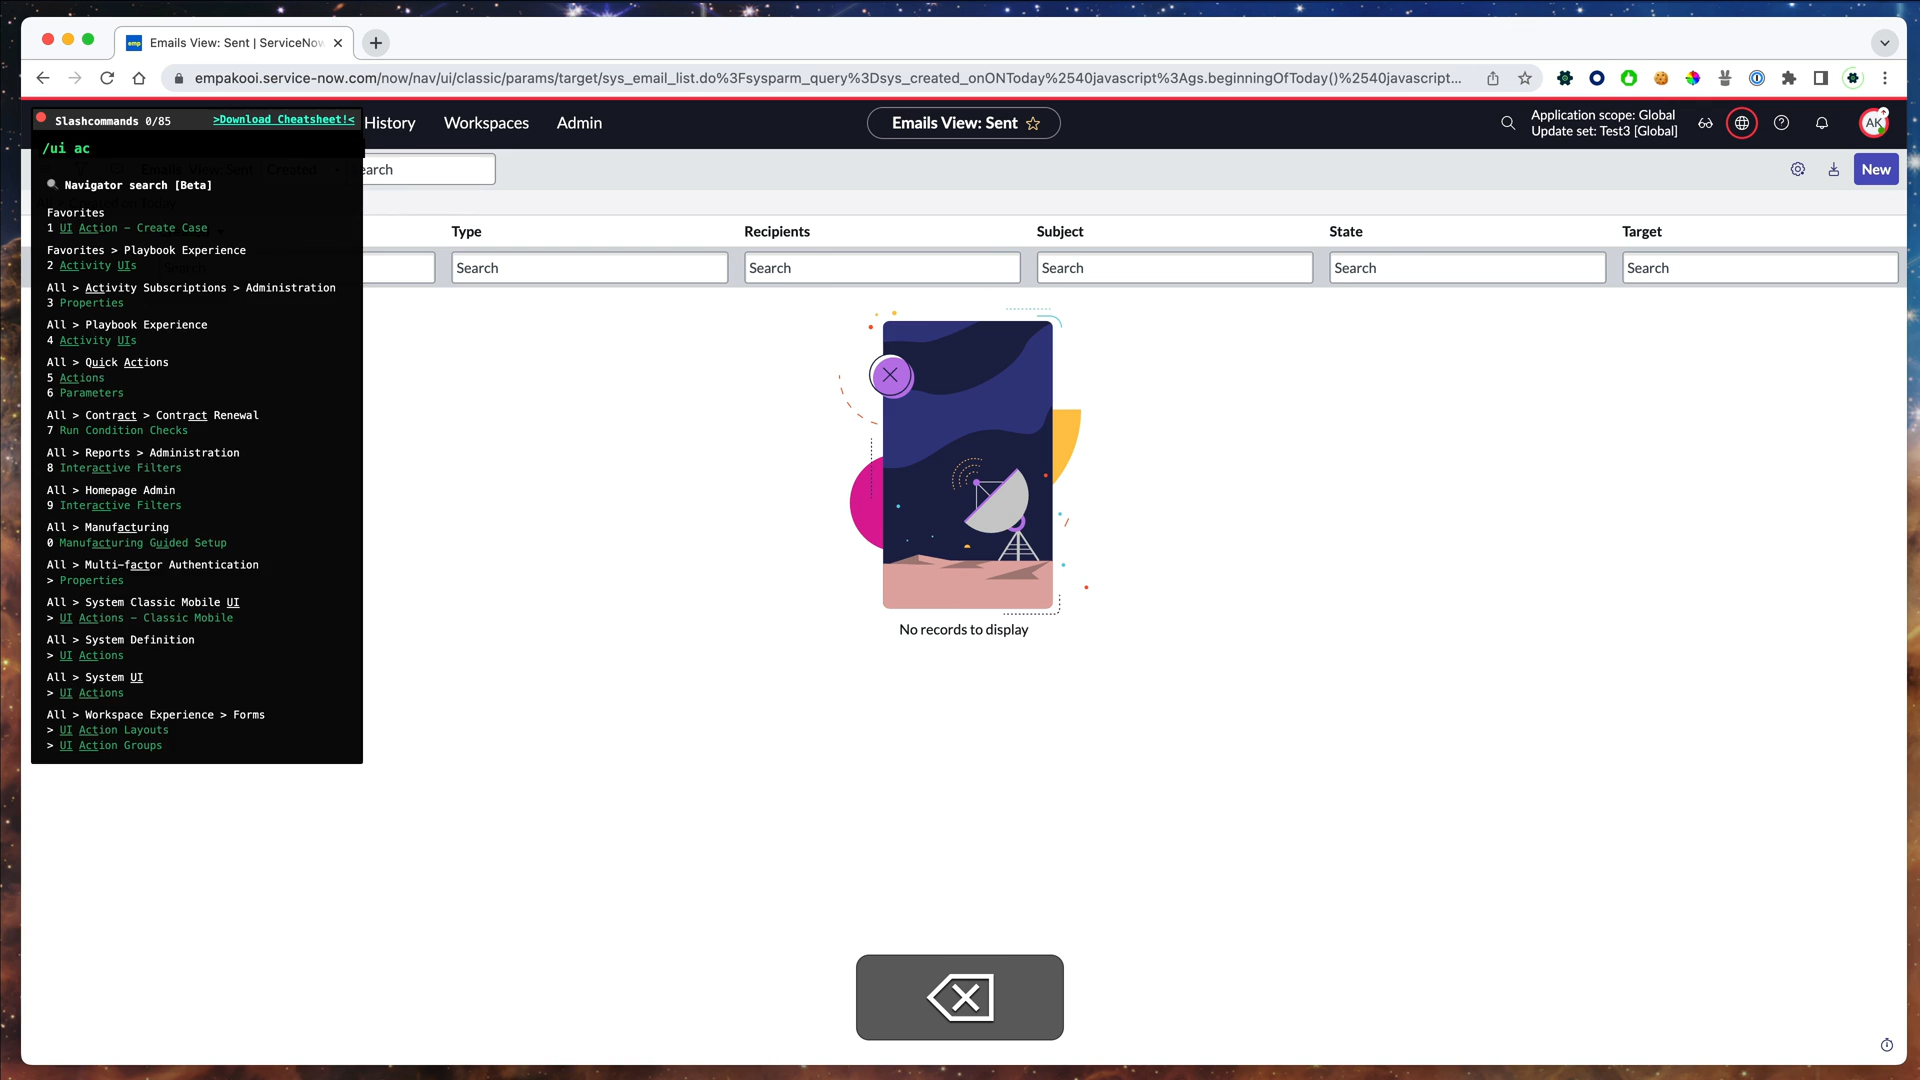 Emails View: Sent | ServiceNow
empakooi.service-now.com/now/nav/ui/classic/params/target/sys_email_list.do%3Fsysparm_query%3Dsys_created_onONToday%2540javascript%3Ags.beginningOfToday()%2540javascript...
Slashcommands 0/85 >Download Cheatsheet!<
History Workspaces Admin
Emails View: Sent
Application scope: Global
Update set: Test3 [Global]
AK
/ui ac
Emails View: Sent Created
earch
New
Navigator search [Beta]
Favorites
1 UI Action – Create Case
Favorites > Playbook Experience
2 Activity UIs
All > Activity Subscriptions > Administration
3 Properties
All > Playbook Experience
4 Activity UIs
All > Quick Actions
5 Actions
6 Parameters
All > Contract > Contract Renewal
7 Run Condition Checks
All > Reports > Administration
8 Interactive Filters
All > Homepage Admin
9 Interactive Filters
All > Manufacturing
0 Manufacturing Guided Setup
All > Multi-factor Authentication
> Properties
All > System Classic Mobile UI
> UI Actions – Classic Mobile
All > System Definition
> UI Actions
All > System UI
> UI Actions
All > Workspace Experience > Forms
> UI Action Layouts
> UI Action Groups
Type Recipients Subject State Target
Search Search Search Search Search Search
No records to display